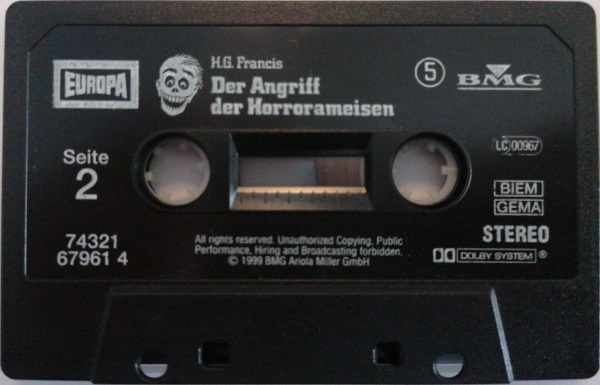 EUROPA
H.G. Francis
Der Angriff
der Horrorameisen
5
BMG
LC 00967
Seite
2
BIEM
GEMA
74321
67961 4
All rights reserved. Unauthorized Copying, Public
Performance, Hiring and Broadcasting forbidden.
© 1999 BMG Ariola Miller GmbH
STEREO
DOLBY SYSTEM ®